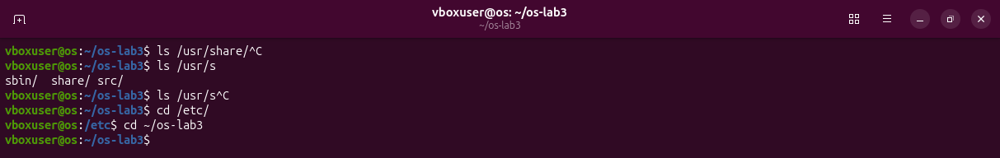 vboxuser@os: ~/os-lab3
~/os-lab3
vboxuser@os:~/os-lab3$ ls /usr/share/^C
vboxuser@os:~/os-lab3$ ls /usr/s
sbin/  share/ src/
vboxuser@os:~/os-lab3$ ls /usr/s^C
vboxuser@os:~/os-lab3$ cd /etc/
vboxuser@os:/etc$ cd ~/os-lab3
vboxuser@os:~/os-lab3$